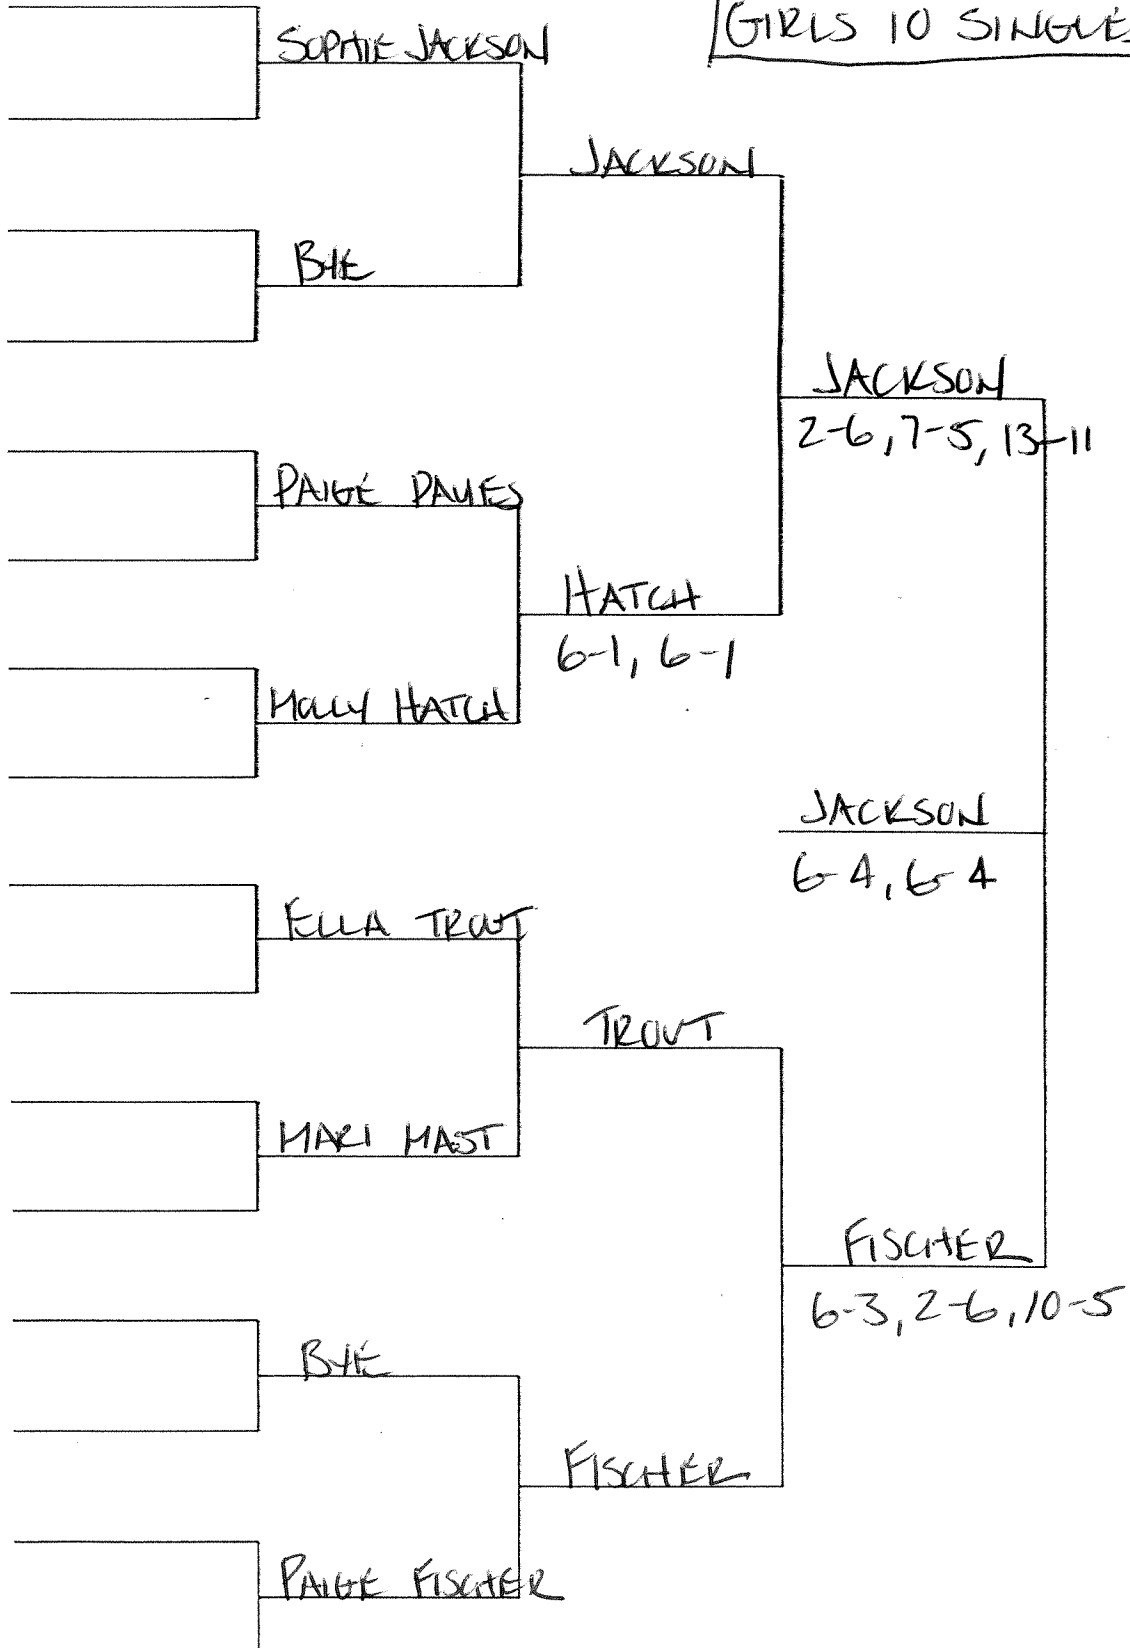 GIRLS 10 SINGLES
SOPHIE JACKSON
JACKSON
BYE
JACKSON
2-6, 7-5, 13-11
PAIGE DAVIES
HATCH
6-1, 6-1
MOLLY HATCH
JACKSON
6-4, 6-4
ELLA TROUT
TROUT
MARI MAST
FISCHER
6-3, 2-6, 10-5
BYE
FISCHER
PAIGE FISCHER